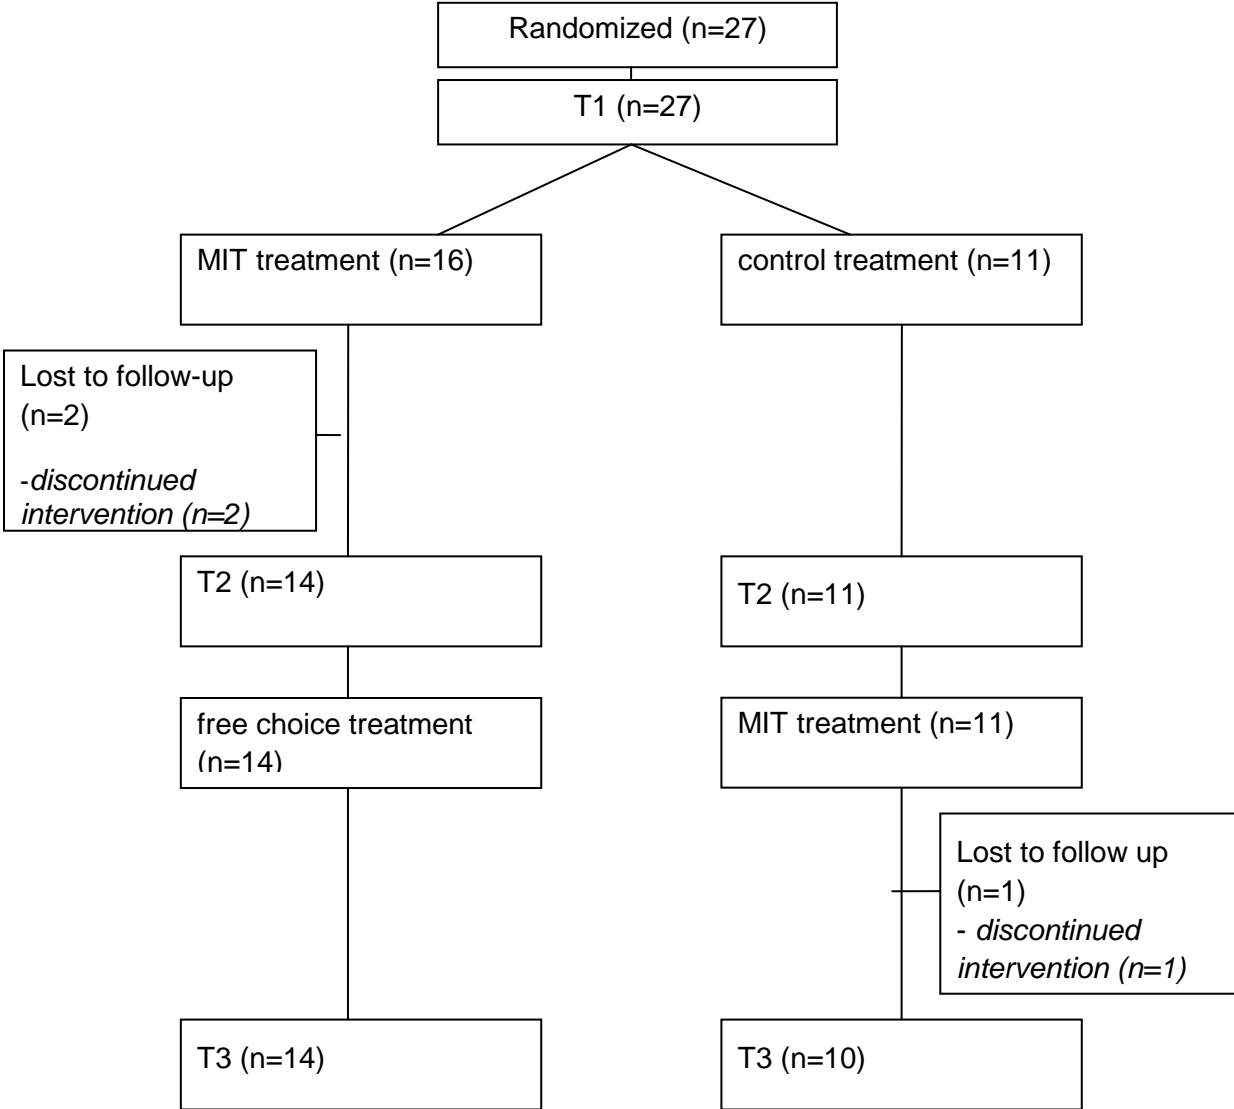 Randomized (n=27)
T1 (n=27)
MIT treatment (n=16)
control treatment (n=11)
Lost to follow-up
(n=2)
-discontinued
intervention (n=2)
T2 (n=14)
T2 (n=11)
free choice treatment
(n=14)
MIT treatment (n=11)
Lost to follow up
(n=1)
- discontinued
intervention (n=1)
T3 (n=14)
T3 (n=10)